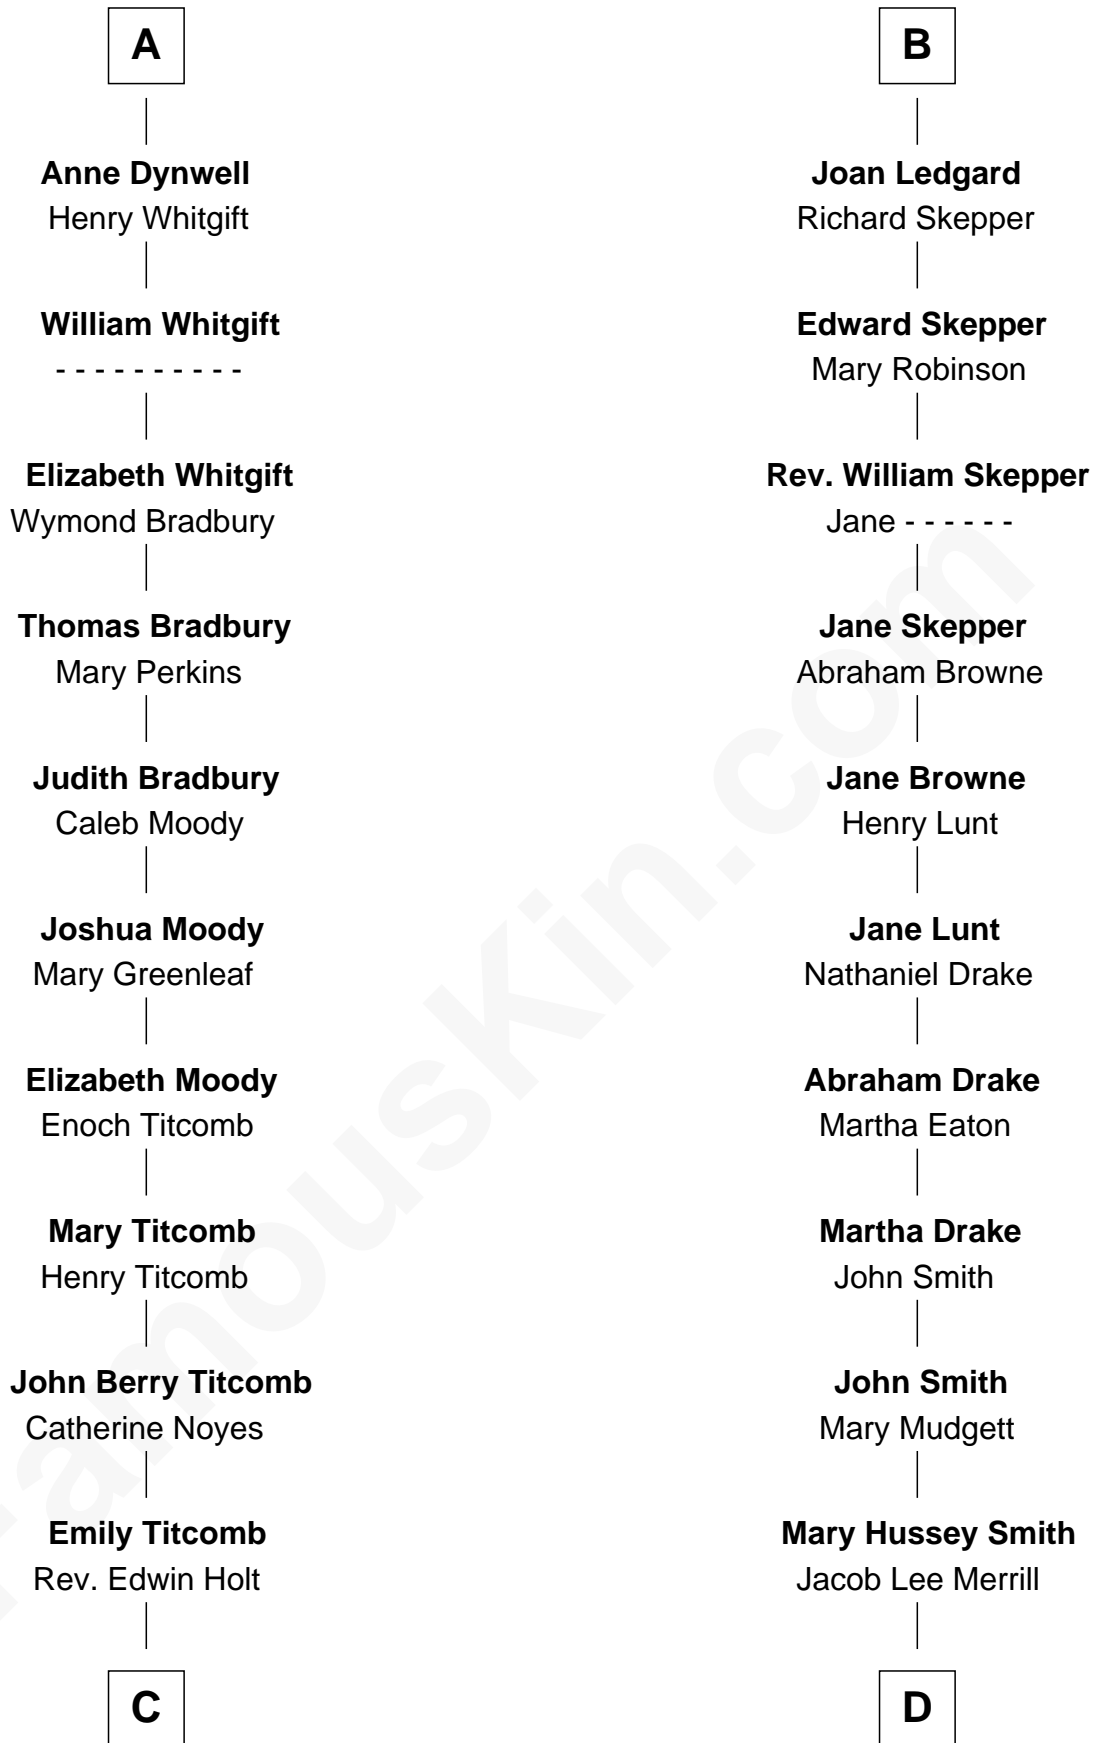 A
Anne Dynwell
Henry Whitgift
William Whitgift
- - - - - - - - - -
Elizabeth Whitgift
Wymond Bradbury
Thomas Bradbury
Mary Perkins
Judith Bradbury
Caleb Moody
Joshua Moody
Mary Greenleaf
Elizabeth Moody
Enoch Titcomb
Mary Titcomb
Henry Titcomb
John Berry Titcomb
Catherine Noyes
Emily Titcomb
Rev. Edwin Holt
C
B
Joan Ledgard
Richard Skepper
Edward Skepper
Mary Robinson
Rev. William Skepper
Jane - - - - - -
Jane Skepper
Abraham Browne
Jane Browne
Henry Lunt
Jane Lunt
Nathaniel Drake
Abraham Drake
Martha Eaton
Martha Drake
John Smith
John Smith
Mary Mudgett
Mary Hussey Smith
Jacob Lee Merrill
D
FamousKin.com